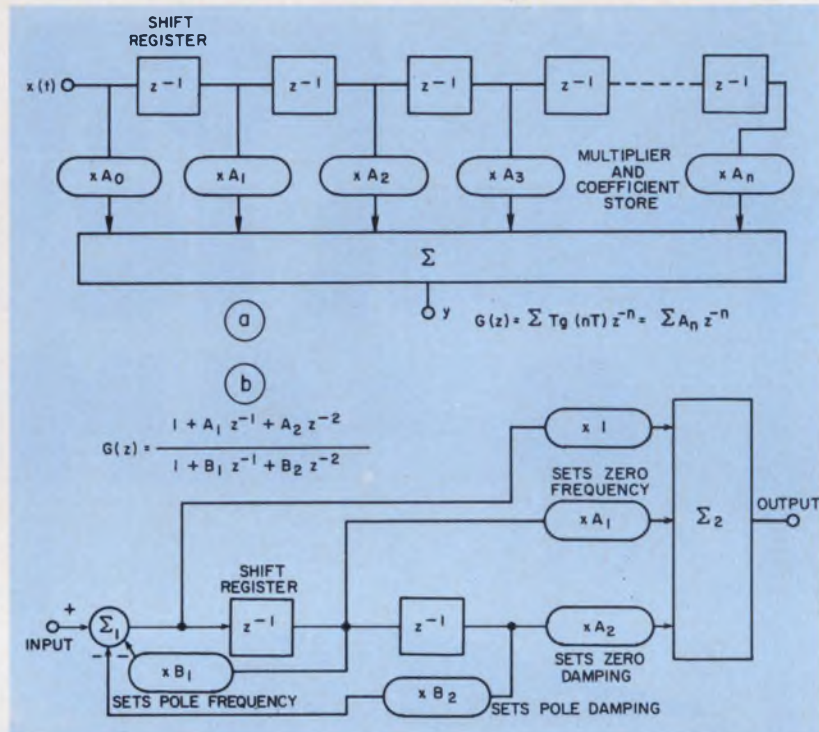 SHIFT
REGISTER
x(t)
z⁻¹ z⁻¹ z⁻¹ z⁻¹ z⁻¹
x A₀ x A₁ x A₂ x A₃ x Aₙ
MULTIPLIER
AND
COEFFICIENT
STORE
Σ
y
a
G(z) = Σ Tg (nT) z⁻ⁿ = Σ Aₙ z⁻ⁿ
b
1 + A₁ z⁻¹ + A₂ z⁻²
G(z) =
1 + B₁ z⁻¹ + B₂ z⁻²
x 1
SETS ZERO
FREQUENCY
x A₁
Σ₂
OUTPUT
SHIFT
REGISTER
+
INPUT
Σ₁
z⁻¹ z⁻¹
x A₂
SETS ZERO
DAMPING
- -
x B₁
SETS POLE FREQUENCY
x B₂
SETS POLE DAMPING